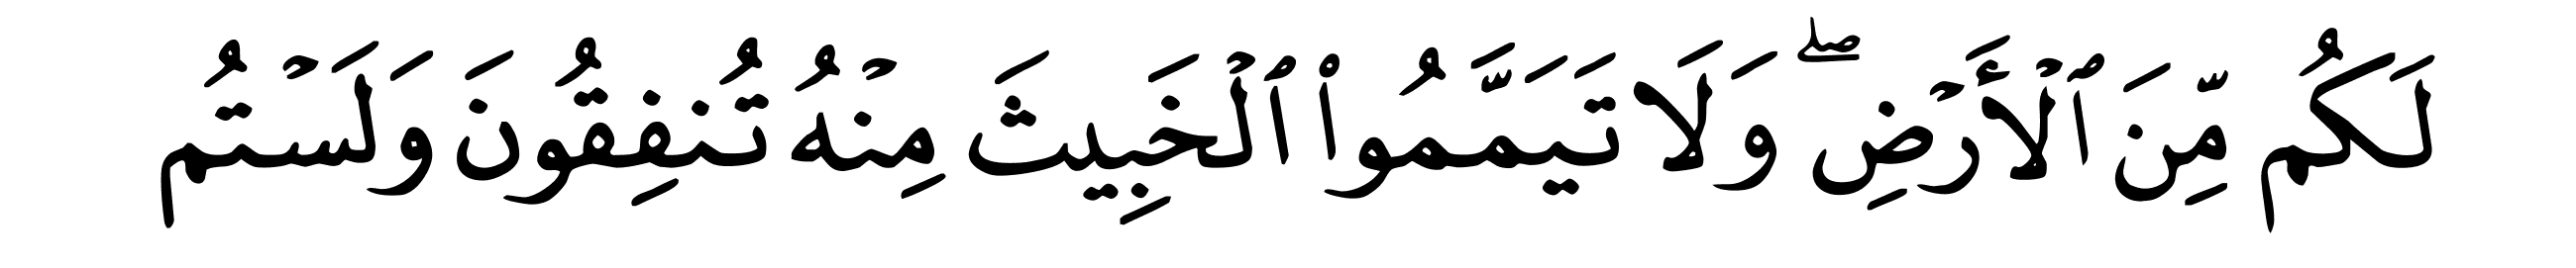 لَكُم مِّنَ ٱلْأَرْضِ ۖ وَلَا تَيَمَّمُوا۟ ٱلْخَبِيثَ مِنْهُ تُنفِقُونَ وَلَسْتُم